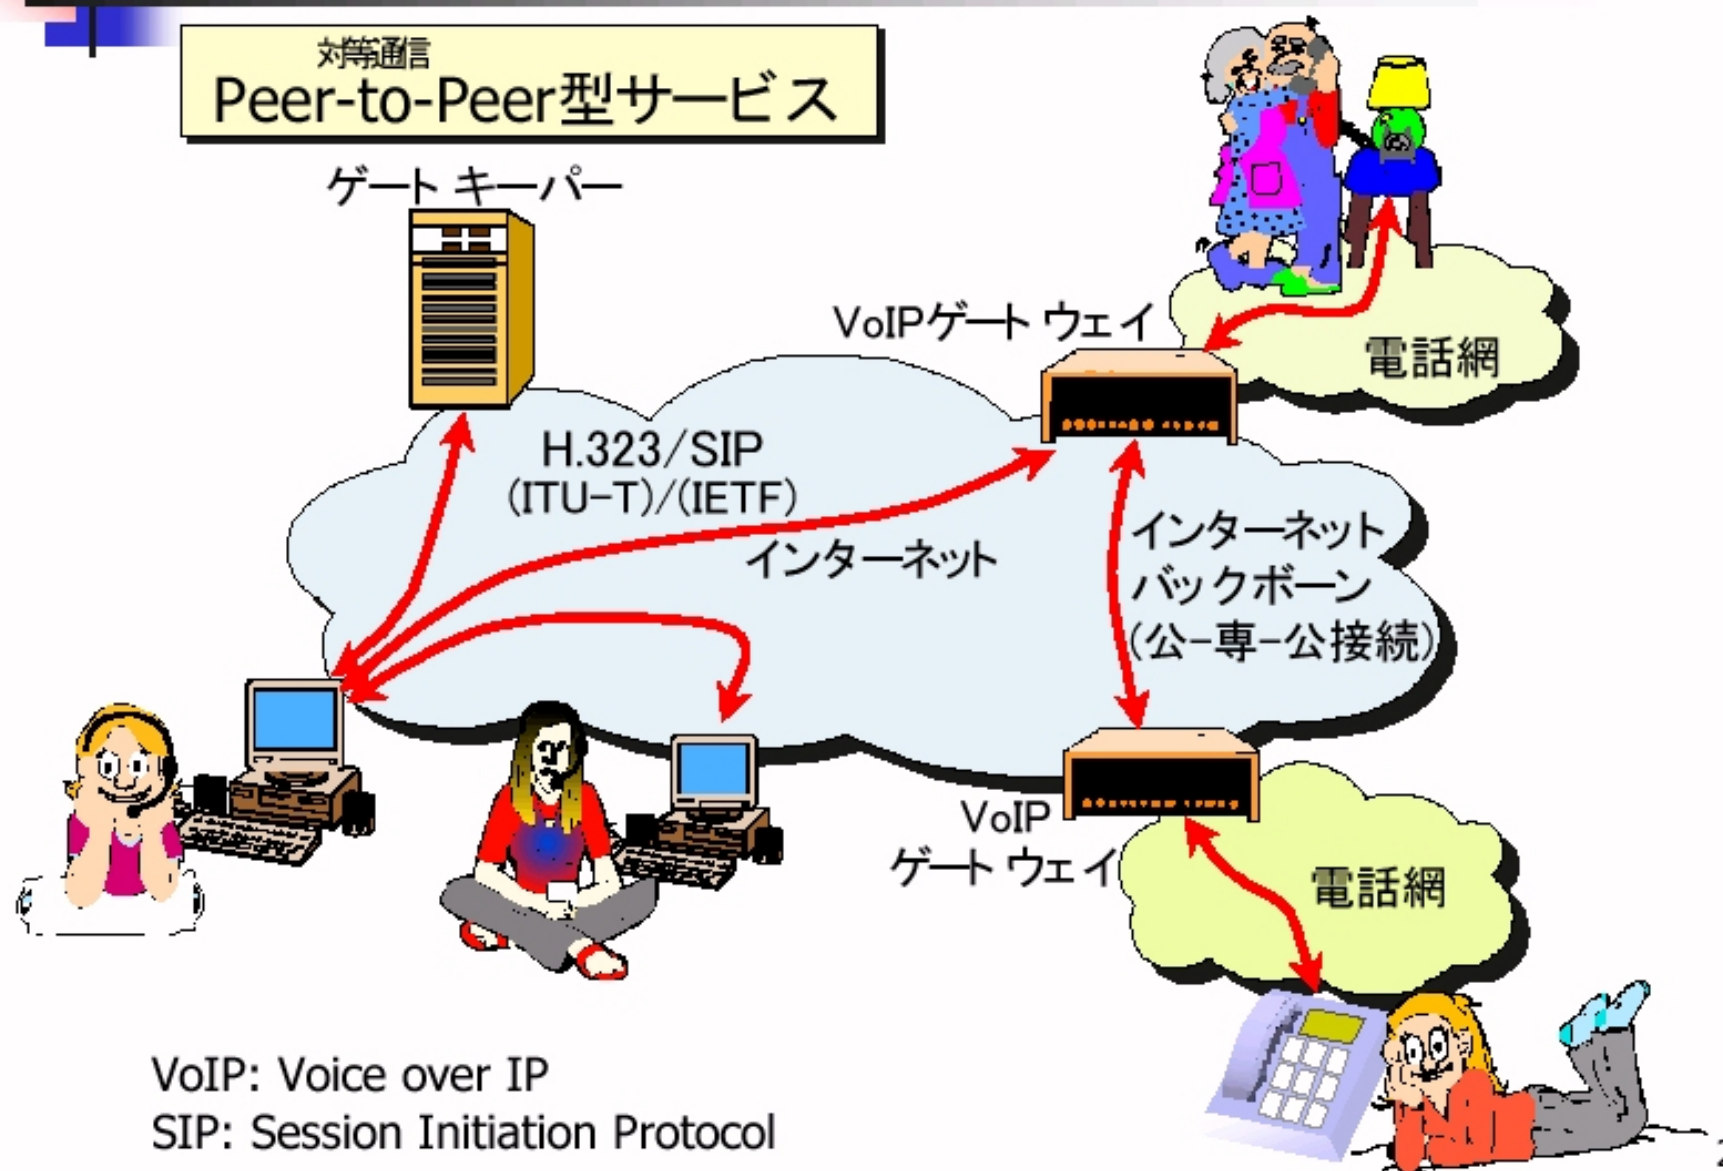 対等通信
Peer-to-Peer型サービス
ゲートキーパー
VoIPゲートウェイ
電話網
H.323/SIP
(ITU-T)/(IETF)
インターネット
インターネット
バックボーン
(公-専-公接続)
VoIP
ゲートウェイ
電話網
VoIP: Voice over IP
SIP: Session Initiation Protocol